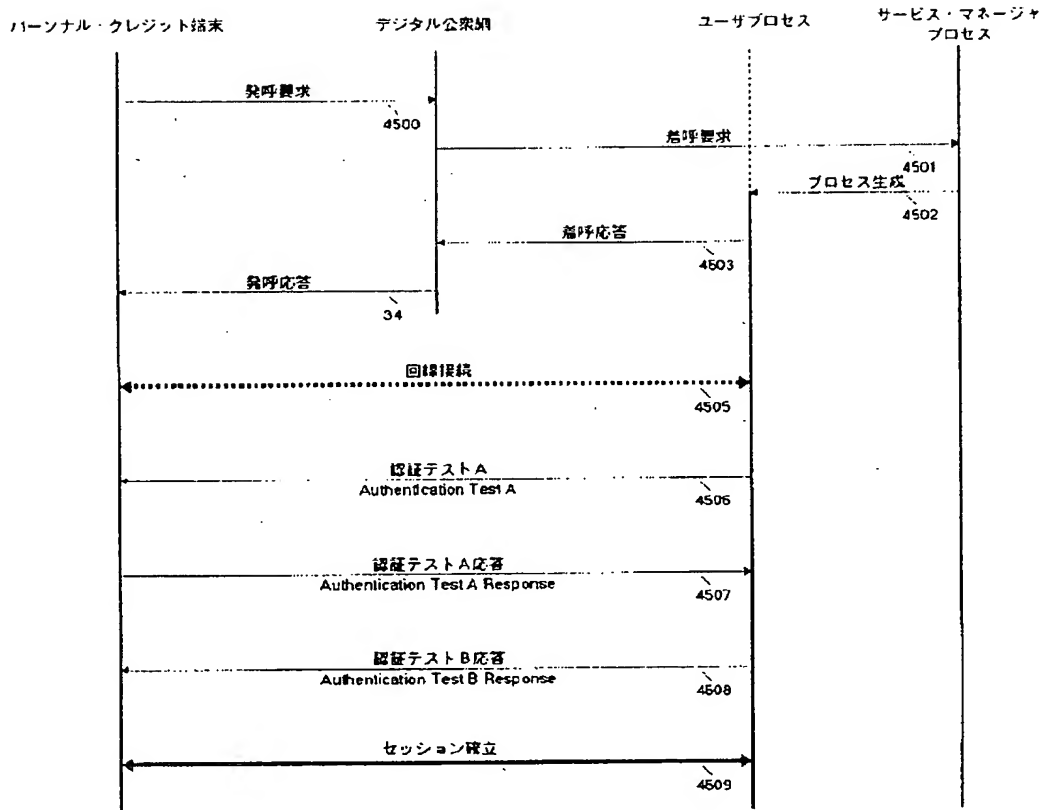 パーソナル・クレジット端末
デジタル公衆網
ユーザプロセス
サービス・マネージャ
プロセス
発呼要求
4500
着呼要求
4501
プロセス生成
4502
着呼応答
4503
発呼応答
34
回線接続
4505
認証テストA
Authentication Test A
4506
認証テストA応答
Authentication Test A Response
4507
認証テストB応答
Authentication Test B Response
4508
セッション確立
4509